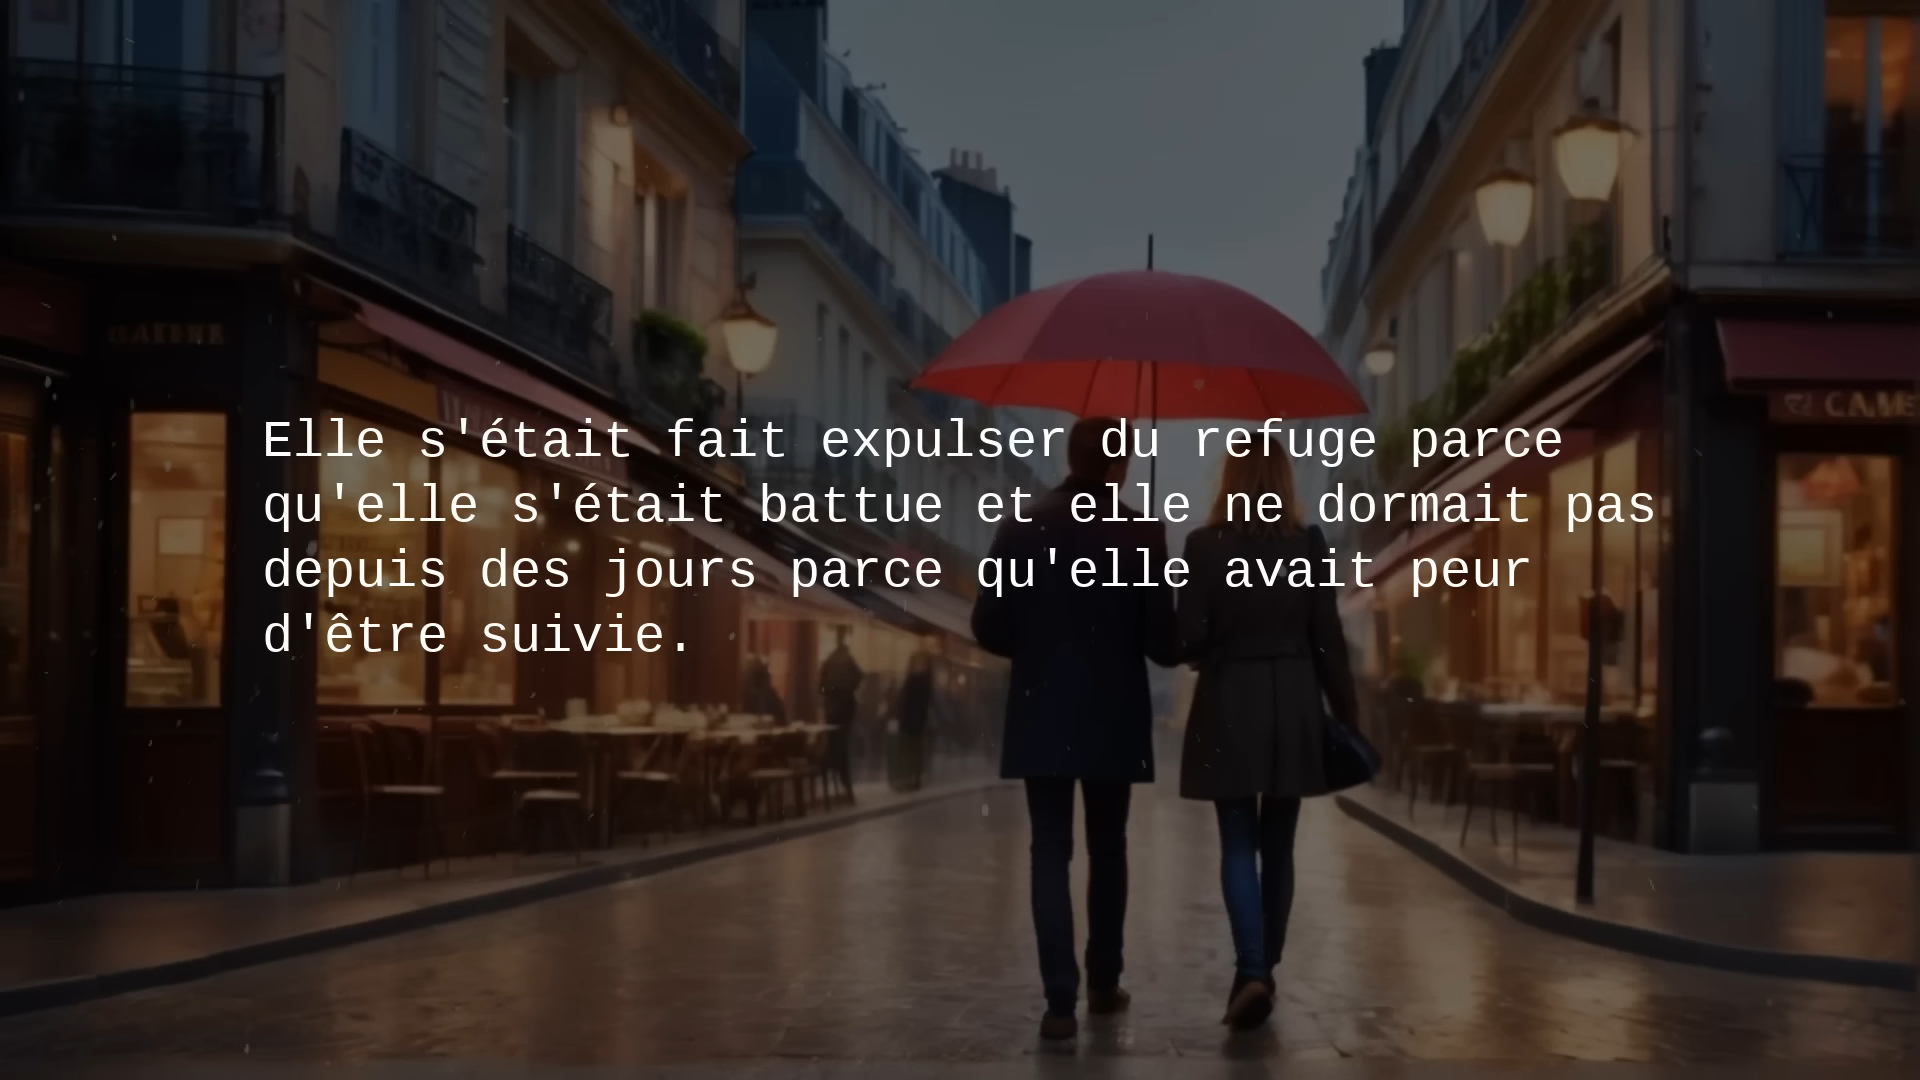 Elle s'était fait expulser du refuge parce
qu'elle s'était battue et elle ne dormait pas
depuis des jours parce qu'elle avait peur
d'être suivie.